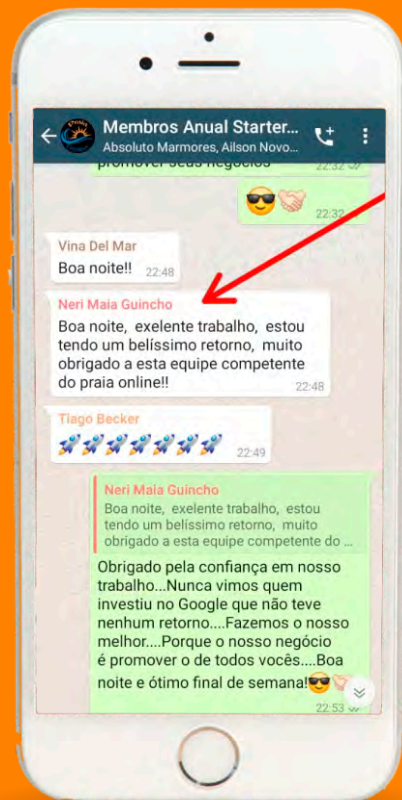 Membros Anual Starter...
Absoluto Marmores, Ailson Novo...
promover seus negócios 22:32
😎🤝🏻 22:32
Vina Del Mar
Boa noite!! 22:48
Neri Maia Guincho
Boa noite, exelente trabalho, estou
tendo um belíssimo retorno, muito
obrigado a esta equipe competente
do praia online!! 22:48
Tiago Becker
🚀🚀🚀🚀🚀🚀🚀 22:49
Neri Maia Guincho
Boa noite, exelente trabalho, estou
tendo um belíssimo retorno, muito
obrigado a esta equipe competente do ...
Obrigado pela confiança em nosso
trabalho...Nunca vimos quem
investiu no Google que não teve
nenhum retorno....Fazemos o nosso
melhor....Porque o nosso negócio
é promover o de todos vocês....Boa
noite e ótimo final de semana!😎🤝🏻
22:53